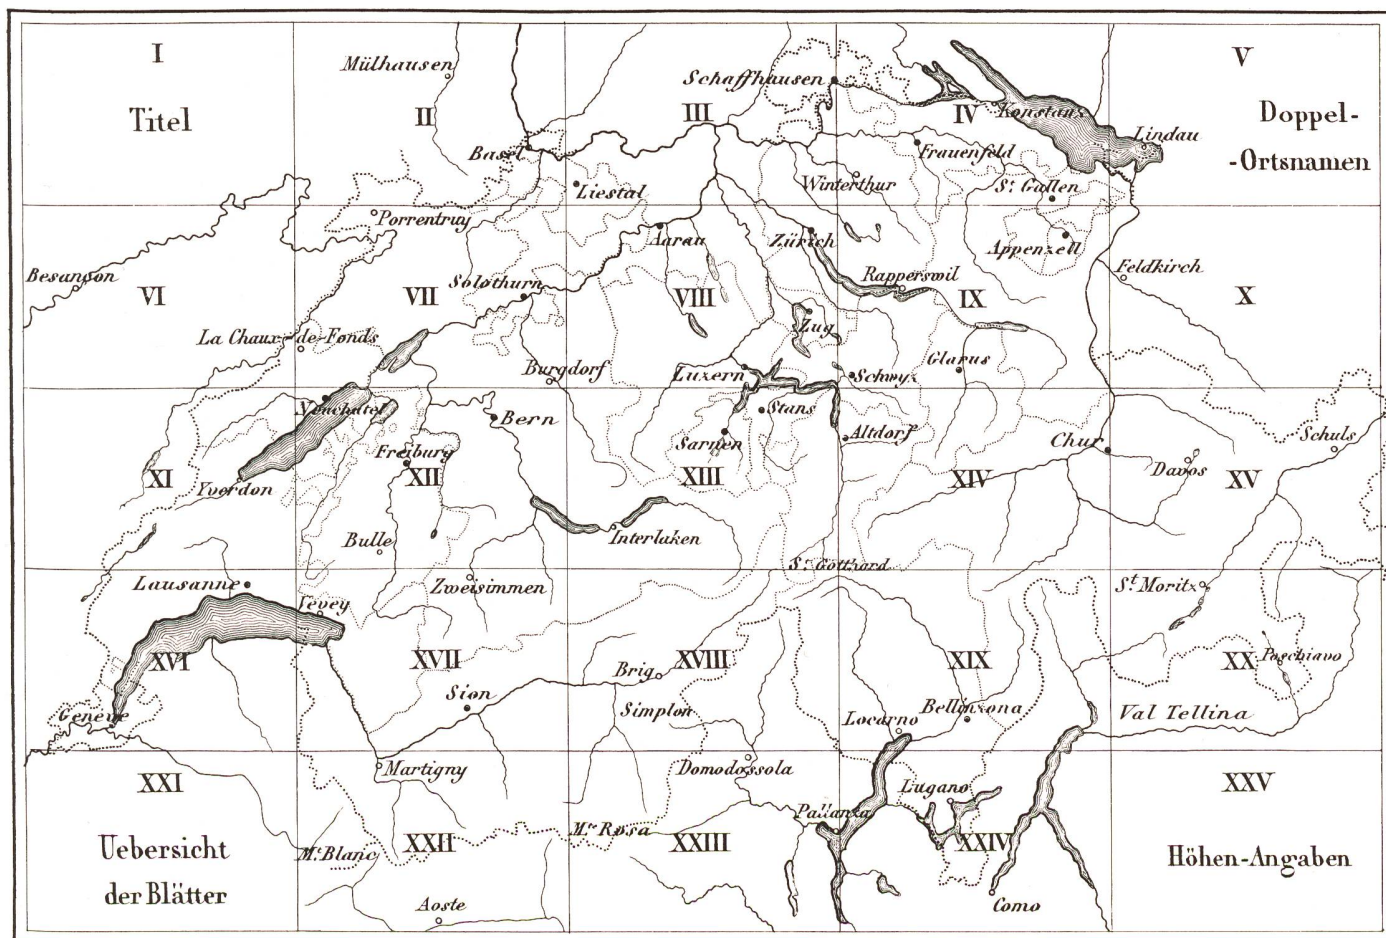 I
Titel
Mülhausen
II
Basel
Liestal
Porrentruy
III
Schaffhausen
IV
Konstanz
Lindau
Frauenfeld
Winterthur
St Gallen
V
Doppel-
-Ortsnamen
Besançon
VI
La Chaux-de-Fonds
VII
Solothurn
Burgdorf
Aarau
VIII
Zürich
Rapperswil
Appenzell
IX
Zug
Luzern
Schwyz
Glarus
Feldkirch
X
Neuchatel
XI
Yverdon
Bern
Freiburg
XII
Bulle
Interlaken
Stans
Sarnen
XIII
Altdorf
XIV
Chur
Davos
XV
Schuls
St Gotthard
Lausanne
Vevey
Zweisimmen
XVI
Genève
XVII
Sion
Brig
XVIII
Simplon
XIX
Locarno
Bellinzona
St Moritz
XX
Poschiavo
Val Tellina
XXI
Uebersicht
der Blätter
Martigny
Mt Blanc
XXII
Aoste
Domodossola
Mte Rosa
XXIII
Pallanza
Lugano
XXIV
Como
XXV
Höhen-Angaben